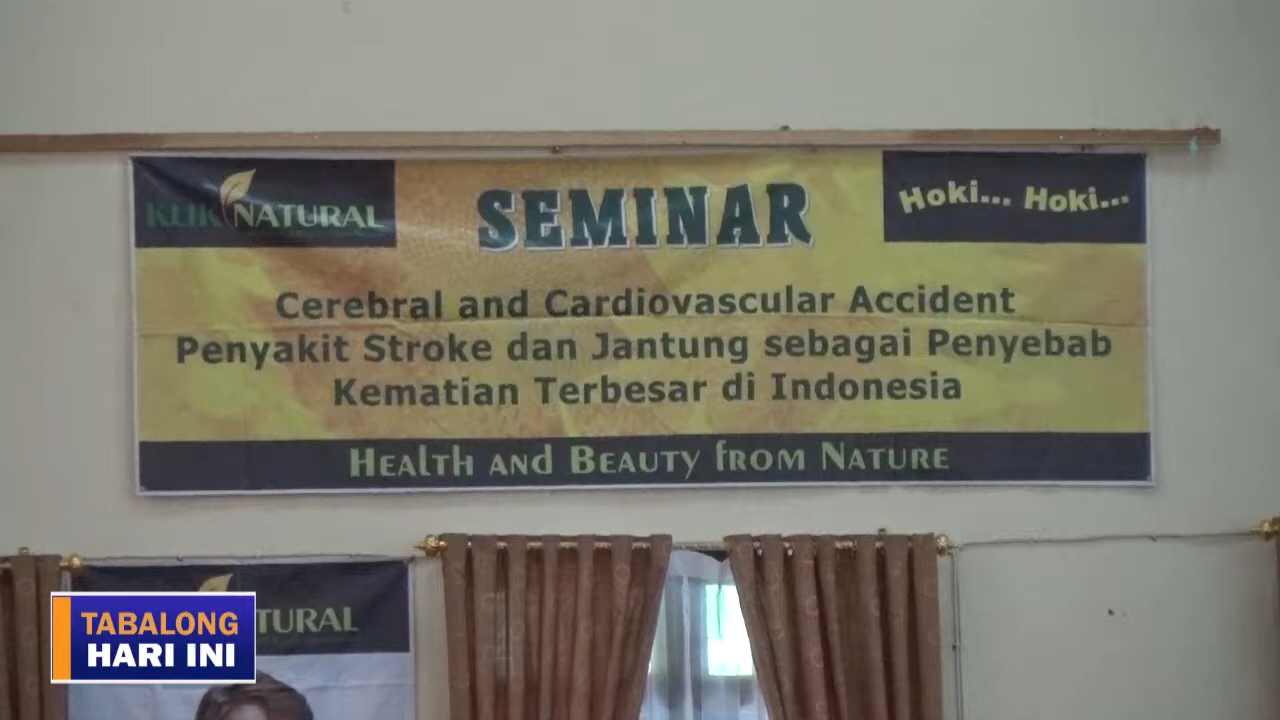 KLIK NATURAL
SEMINAR
Hoki... Hoki...
Cerebral and Cardiovascular Accident
Penyakit Stroke dan Jantung sebagai Penyebab
Kematian Terbesar di Indonesia
HEALTH AND BEAUTY FROM NATURE
TURAL
TABALONG
HARI INI